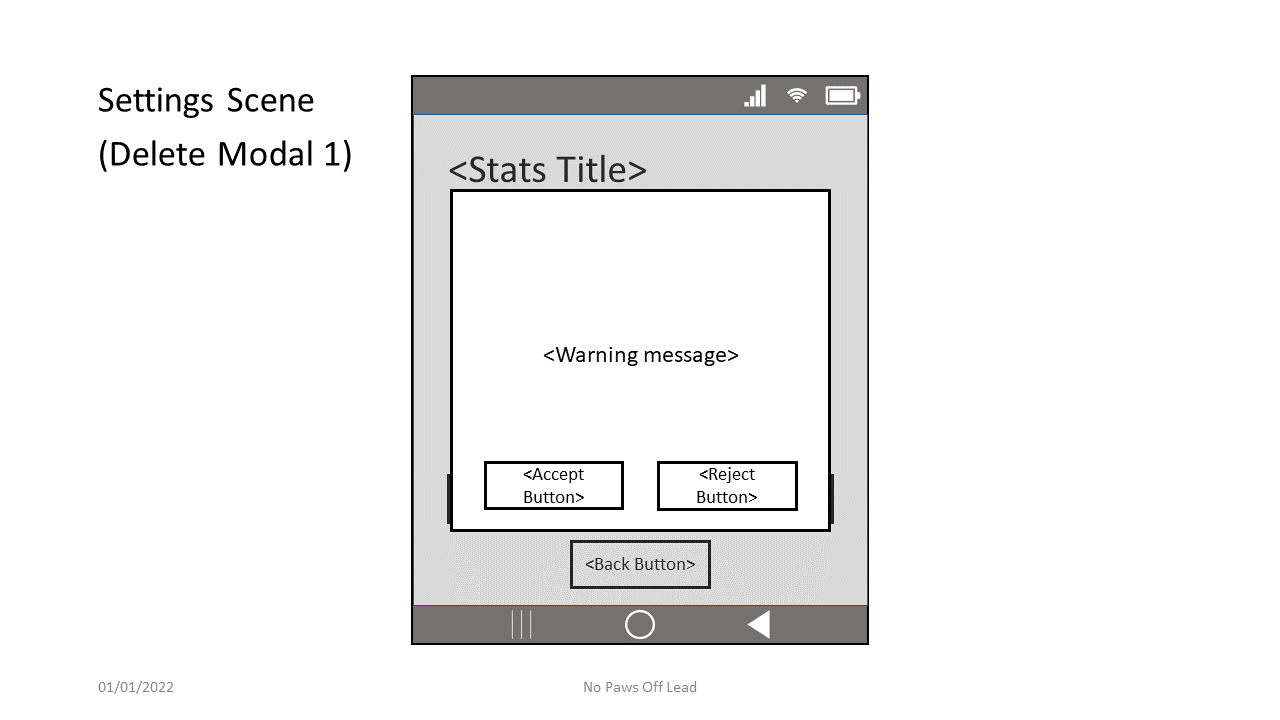 Settings Scene
(Delete Modal 1)
<Stats Title>
<Warning message>
<Accept
Button>
<Reject
Button>
<Back Button>
01/01/2022
No Paws Off Lead